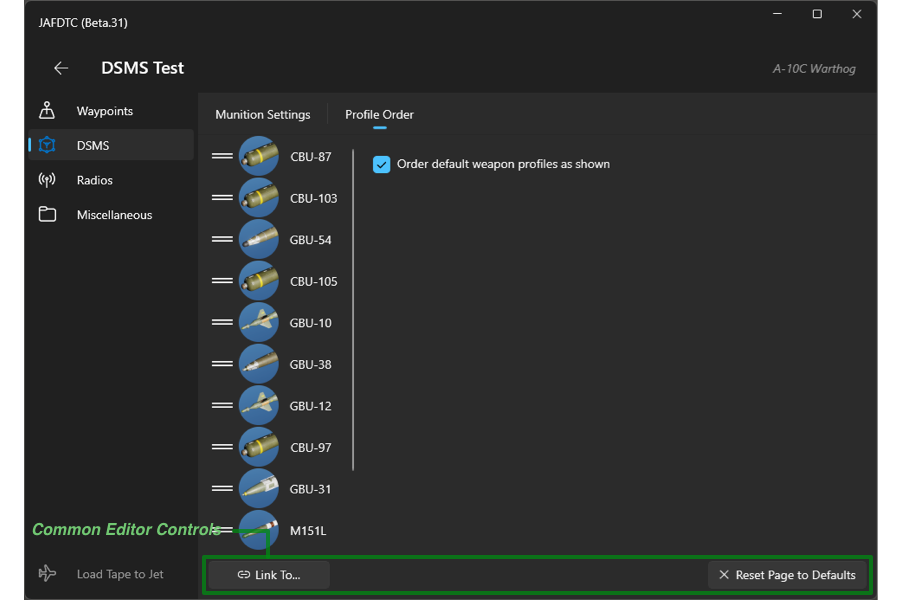 JAFDTC (Beta.31)
DSMS Test
A-10C Warthog
Waypoints
DSMS
Radios
Miscellaneous
Munition Settings
Profile Order
CBU-87
CBU-103
GBU-54
CBU-105
GBU-10
GBU-38
GBU-12
CBU-97
GBU-31
M151L
Order default weapon profiles as shown
Common Editor Controls
Load Tape to Jet
Link To...
Reset Page to Defaults